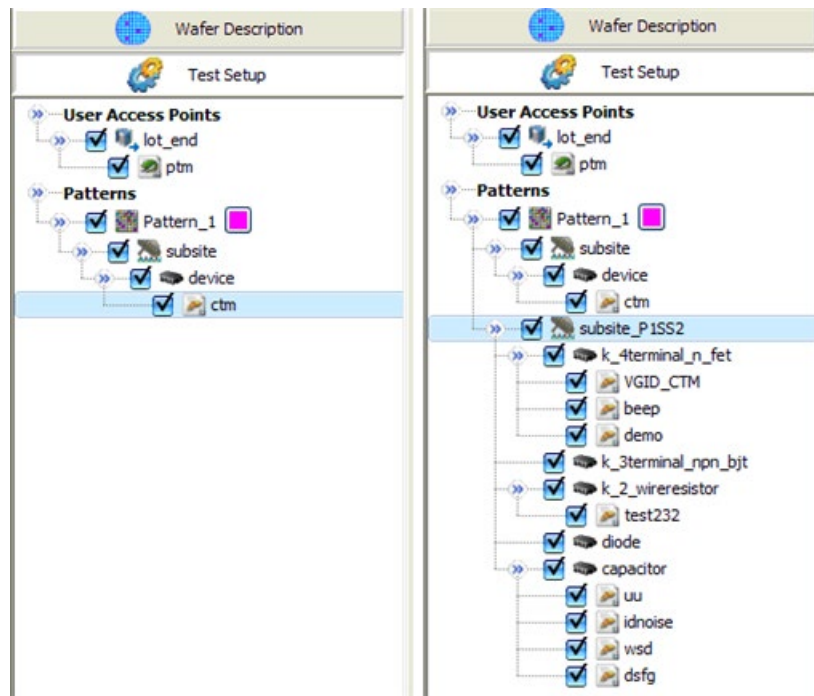 Wafer Description
Test Setup
User Access Points
lot_end
ptm
Patterns
Pattern_1
subsite
device
ctm
Wafer Description
Test Setup
User Access Points
lot_end
ptm
Patterns
Pattern_1
subsite
device
ctm
subsite_P1SS2
k_4terminal_n_fet
VGID_CTM
beep
demo
k_3terminal_npn_bjt
k_2_wireresistor
test232
diode
capacitor
uu
idnoise
wsd
dsfg